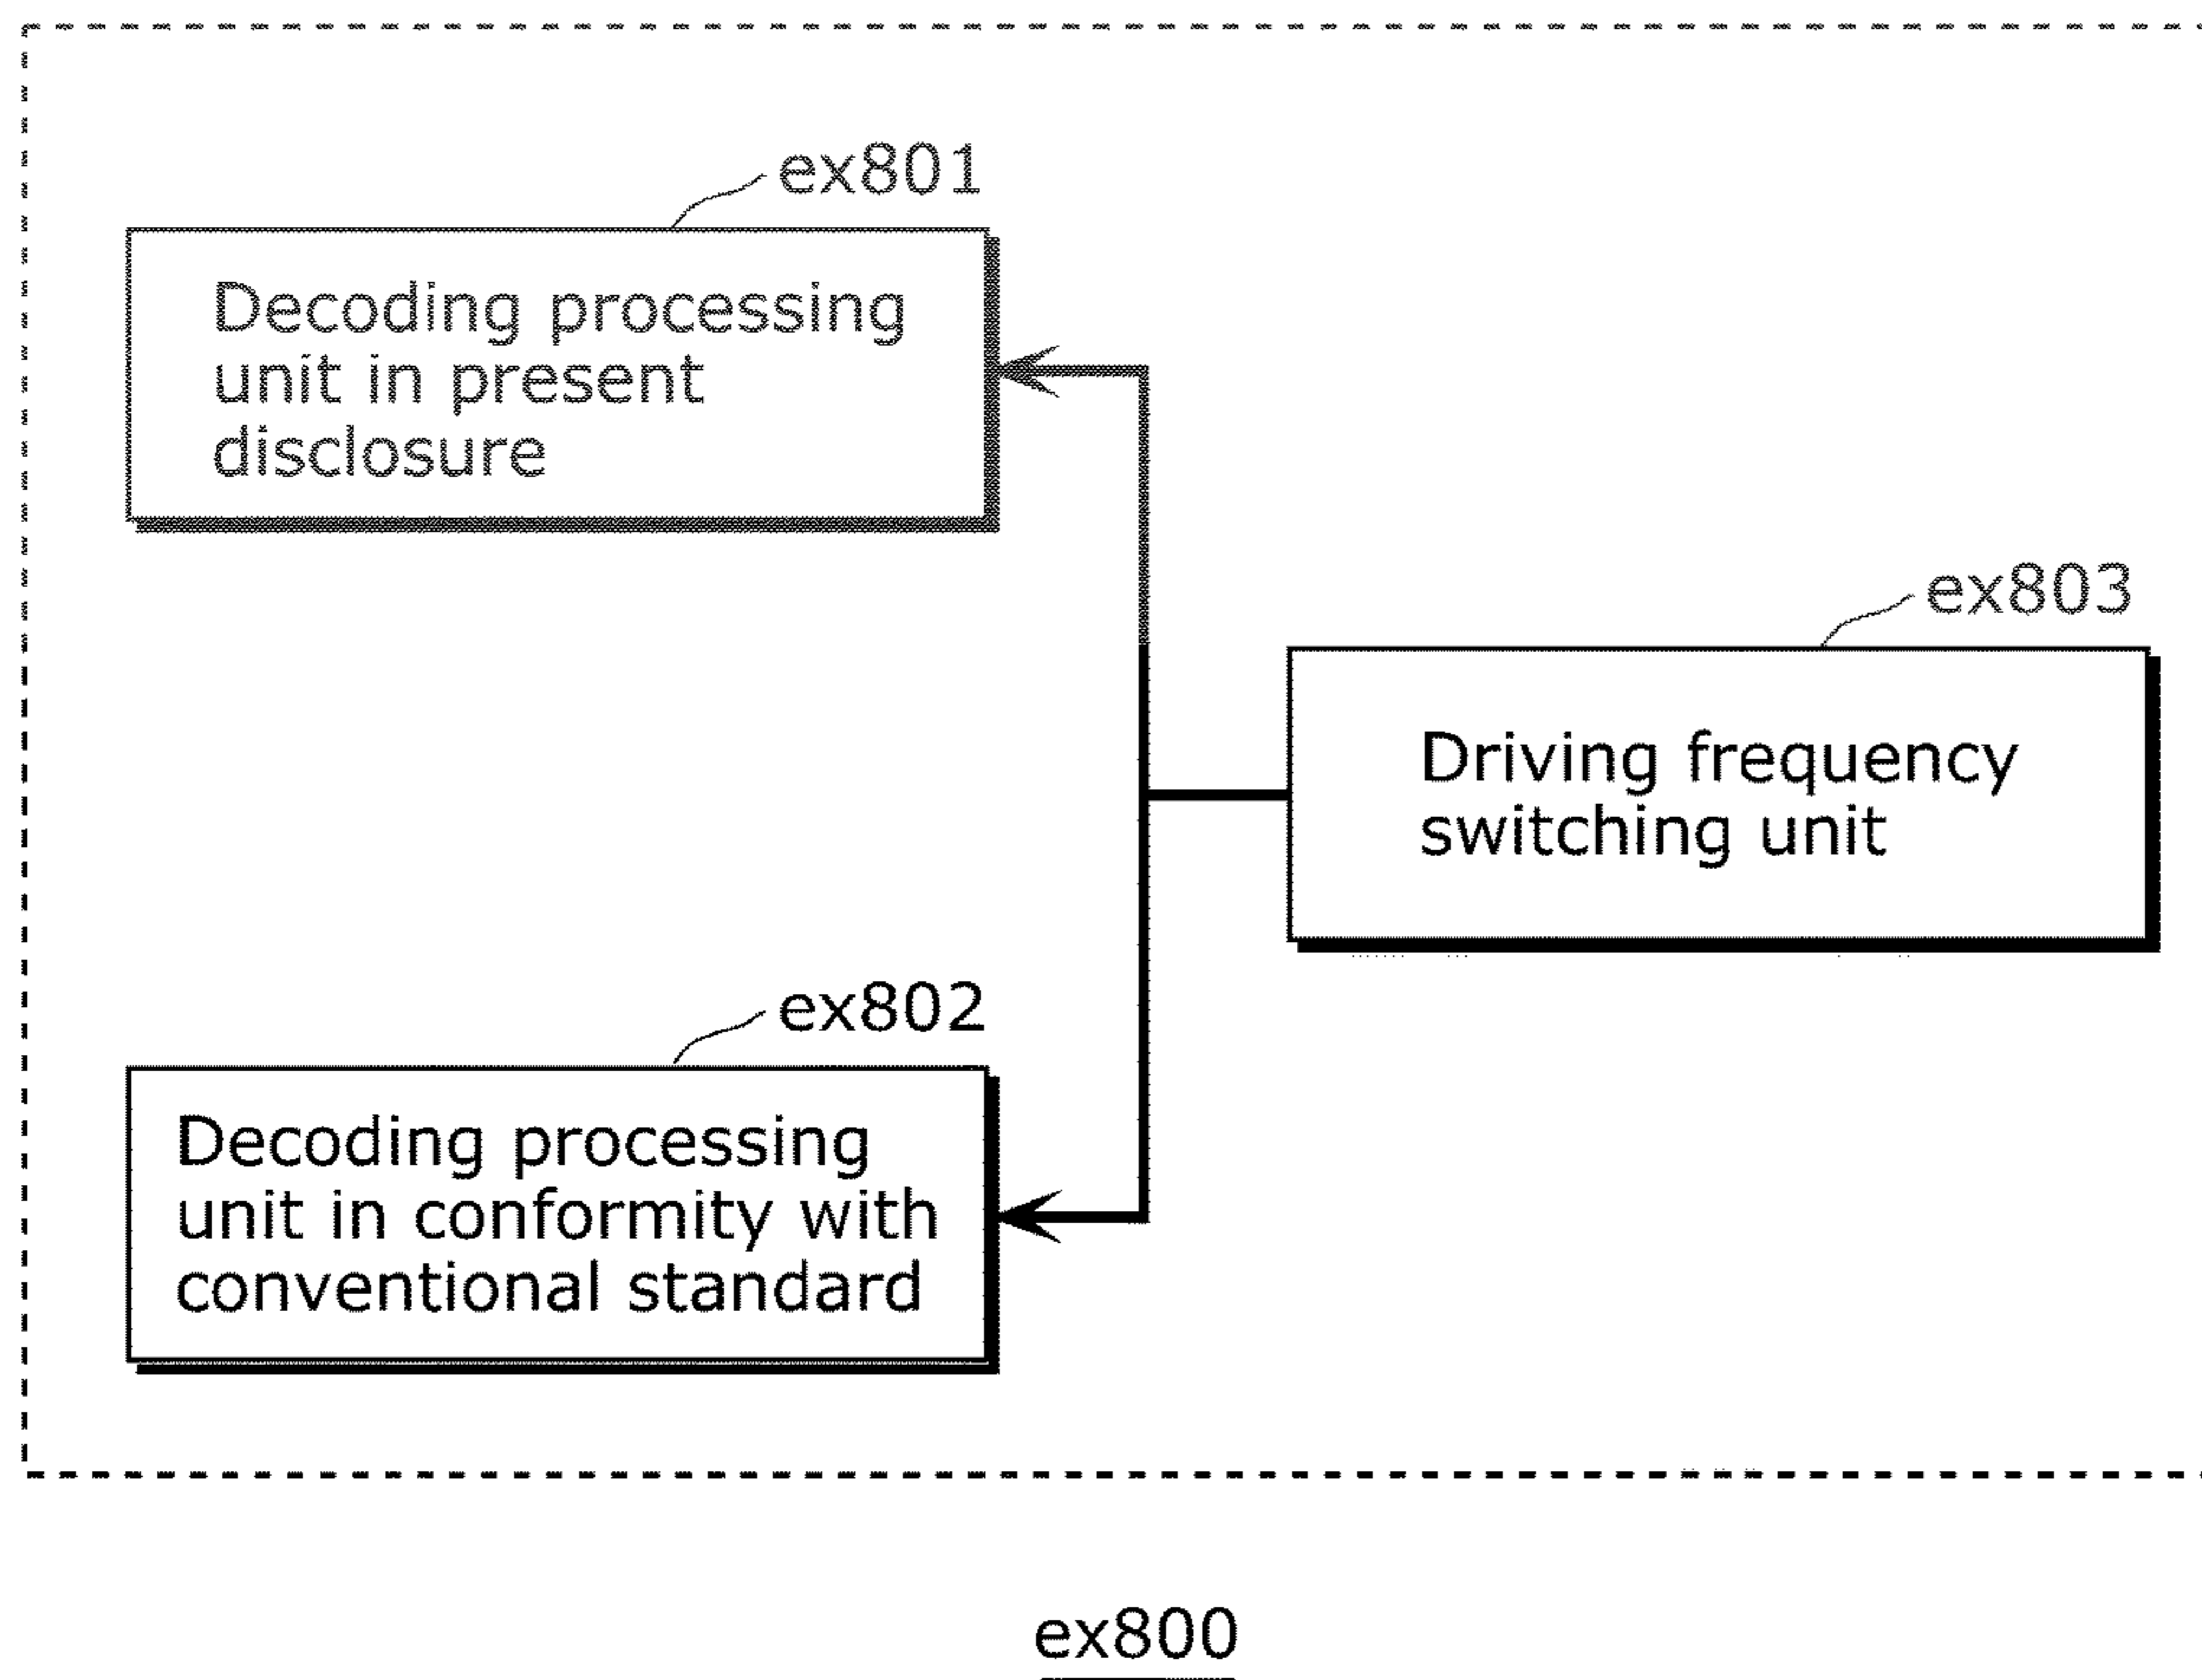 ex801
Decoding processing
unit in present
disclosure
ex803
Driving frequency
switching unit
ex802
Decoding processing
unit in conformity with
conventional standard
ex800